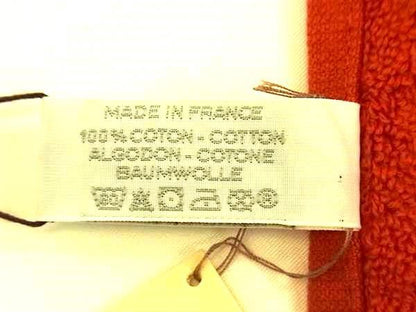 MADE IN FRANCE
100% COTON - COTTON
ALGODON - COTONE
BAUMWOLLE